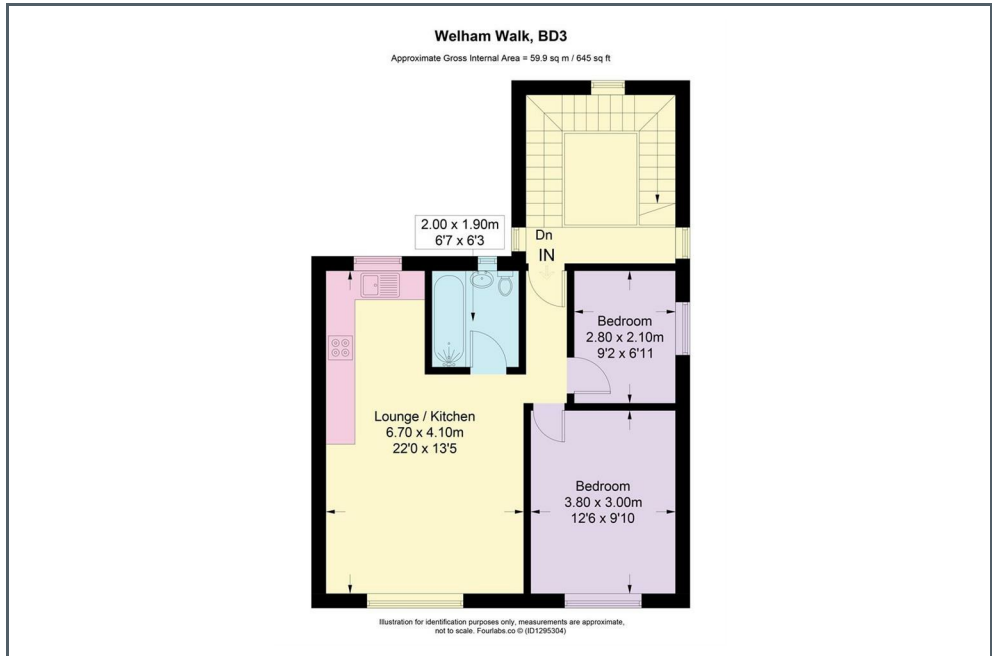 Welham Walk, BD3
Approximate Gross Internal Area = 59.9 sq m / 645 sq ft
2.00 x 1.90m
6'7 x 6'3
Dn
IN
Bedroom
2.80 x 2.10m
9'2 x 6'11
Lounge / Kitchen
6.70 x 4.10m
22'0 x 13'5
Bedroom
3.80 x 3.00m
12'6 x 9'10
Illustration for identification purposes only, measurements are approximate,
not to scale. Fourlabs.co © (ID1295304)